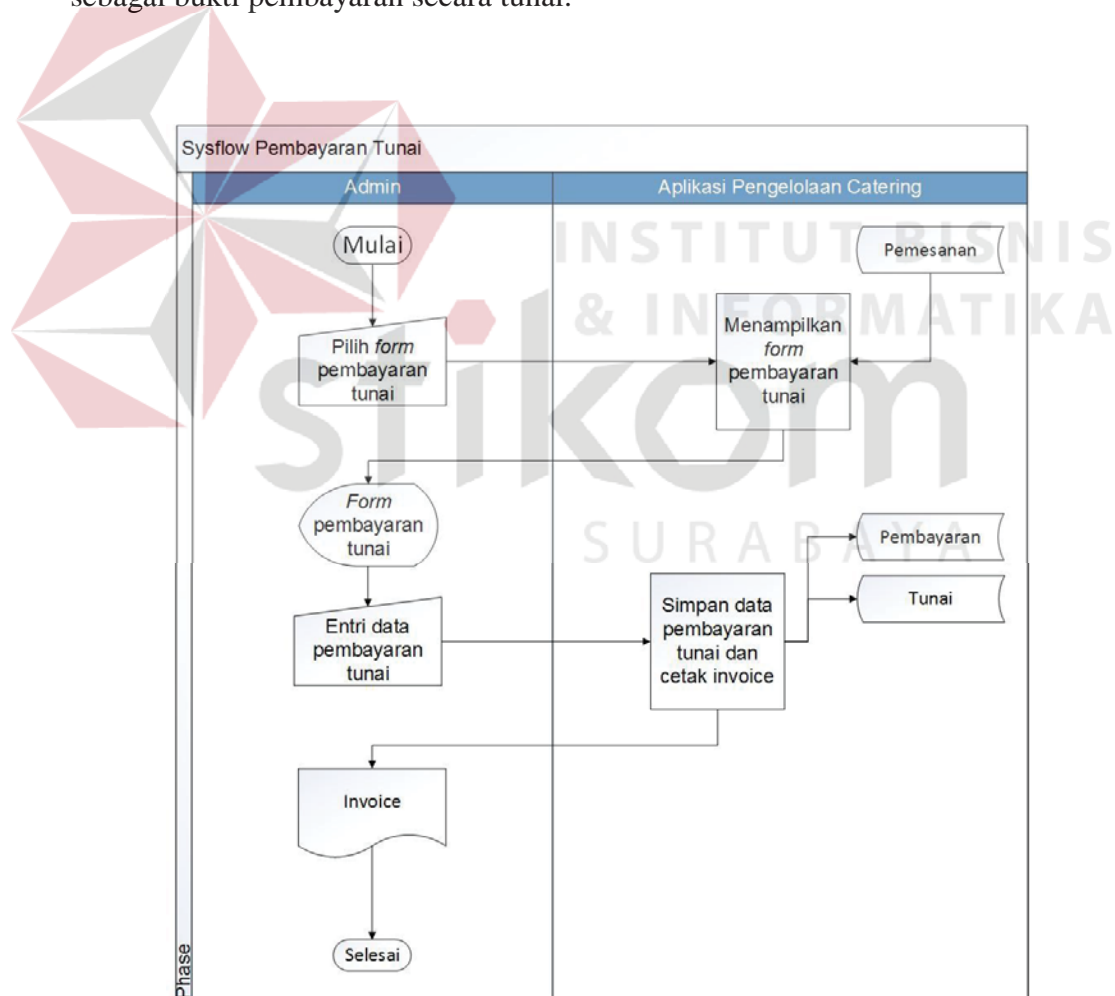 sebagai bukti pembayaran secara tunai.
Sysflow Pembayaran Tunai
Admin
Aplikasi Pengelolaan Catering
INSTITUT BISNIS
& INFORMATIKA
stikom
SURABAYA
Mulai
Pemesanan
Pilih form
pembayaran
tunai
Menampilkan
form
pembayaran
tunai
Form
pembayaran
tunai
Pembayaran
Tunai
Entri data
pembayaran
tunai
Simpan data
pembayaran
tunai dan
cetak invoice
Invoice
Selesai
Phase